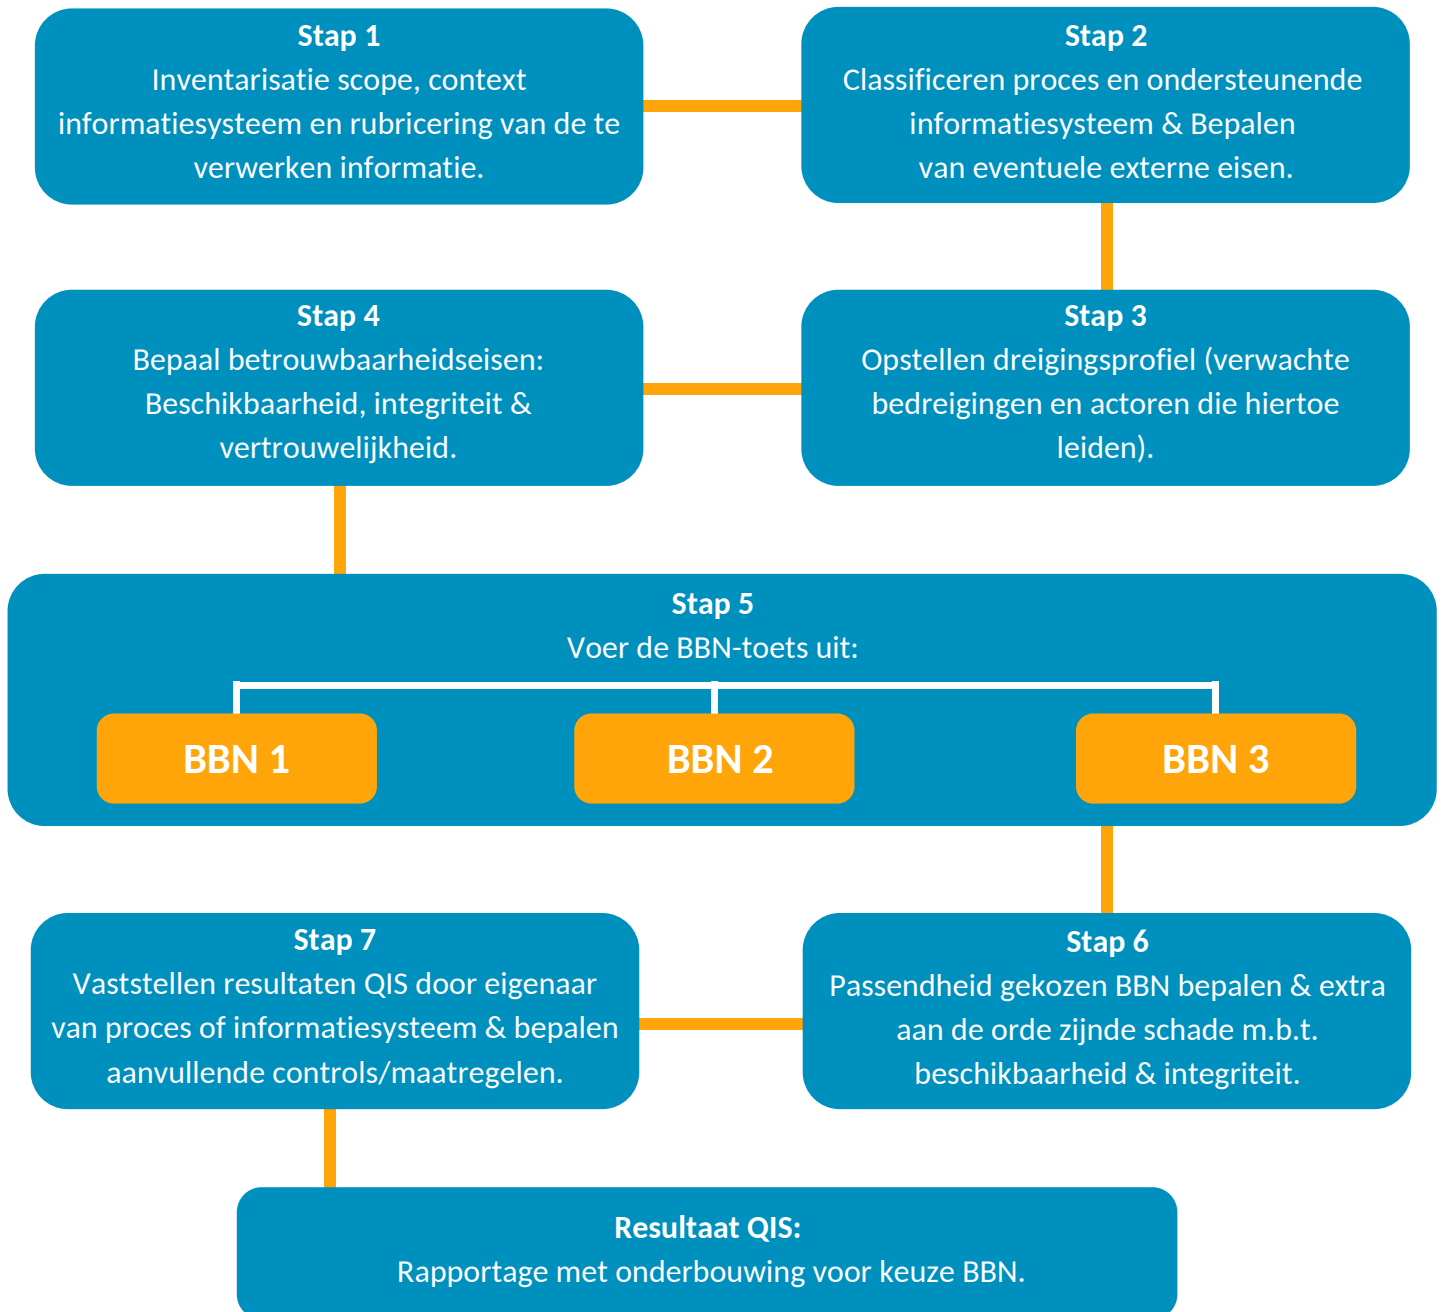 Stap 1
Inventarisatie scope, context
informatiesysteem en rubricering van de te
verwerken informatie.
Stap 2
Classificeren proces en ondersteunende
informatiesysteem & Bepalen
van eventuele externe eisen.
Stap 3
Opstellen dreigingsprofiel (verwachte
bedreigingen en actoren die hiertoe
leiden).
Stap 4
Bepaal betrouwbaarheidseisen:
Beschikbaarheid, integriteit &
vertrouwelijkheid.
Stap 5
Voer de BBN-toets uit:
BBN 1
BBN 2
BBN 3
Stap 6
Passendheid gekozen BBN bepalen & extra
aan de orde zijnde schade m.b.t.
beschikbaarheid & integriteit.
Stap 7
Vaststellen resultaten QIS door eigenaar
van proces of informatiesysteem & bepalen
aanvullende controls/maatregelen.
Resultaat QIS:
Rapportage met onderbouwing voor keuze BBN.